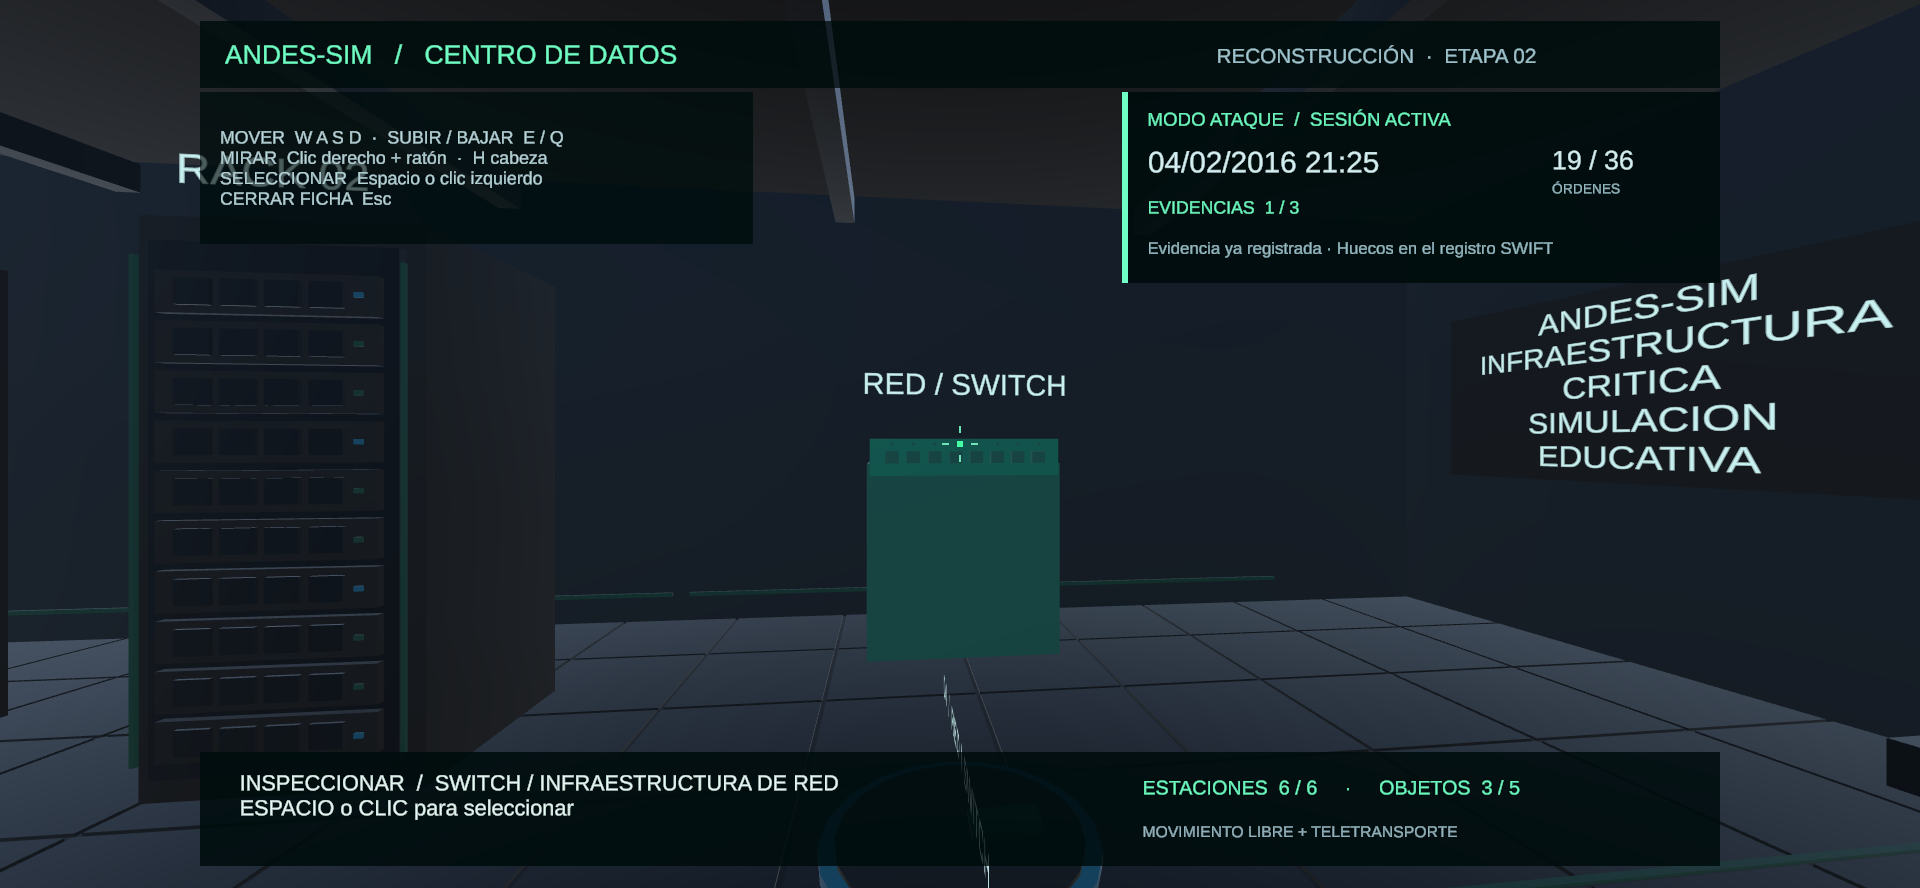 ANDES-SIM / CENTRO DE DATOS
RECONSTRUCCIÓN · ETAPA 02
MOVER W A S D · SUBIR / BAJAR E / Q
MIRAR Clic derecho + ratón · H cabeza
SELECCIONAR Espacio o clic izquierdo
CERRAR FICHA Esc
RACK 02
MODO ATAQUE / SESIÓN ACTIVA
04/02/2016 21:25
19 / 36
ÓRDENES
EVIDENCIAS 1 / 3
Evidencia ya registrada · Huecos en el registro SWIFT
ANDES-SIM
INFRAESTRUCTURA
CRITICA
SIMULACION
EDUCATIVA
RED / SWITCH
INSPECCIONAR / SWITCH / INFRAESTRUCTURA DE RED
ESPACIO o CLIC para seleccionar
ESTACIONES 6 / 6 · OBJETOS 3 / 5
MOVIMIENTO LIBRE + TELETRANSPORTE